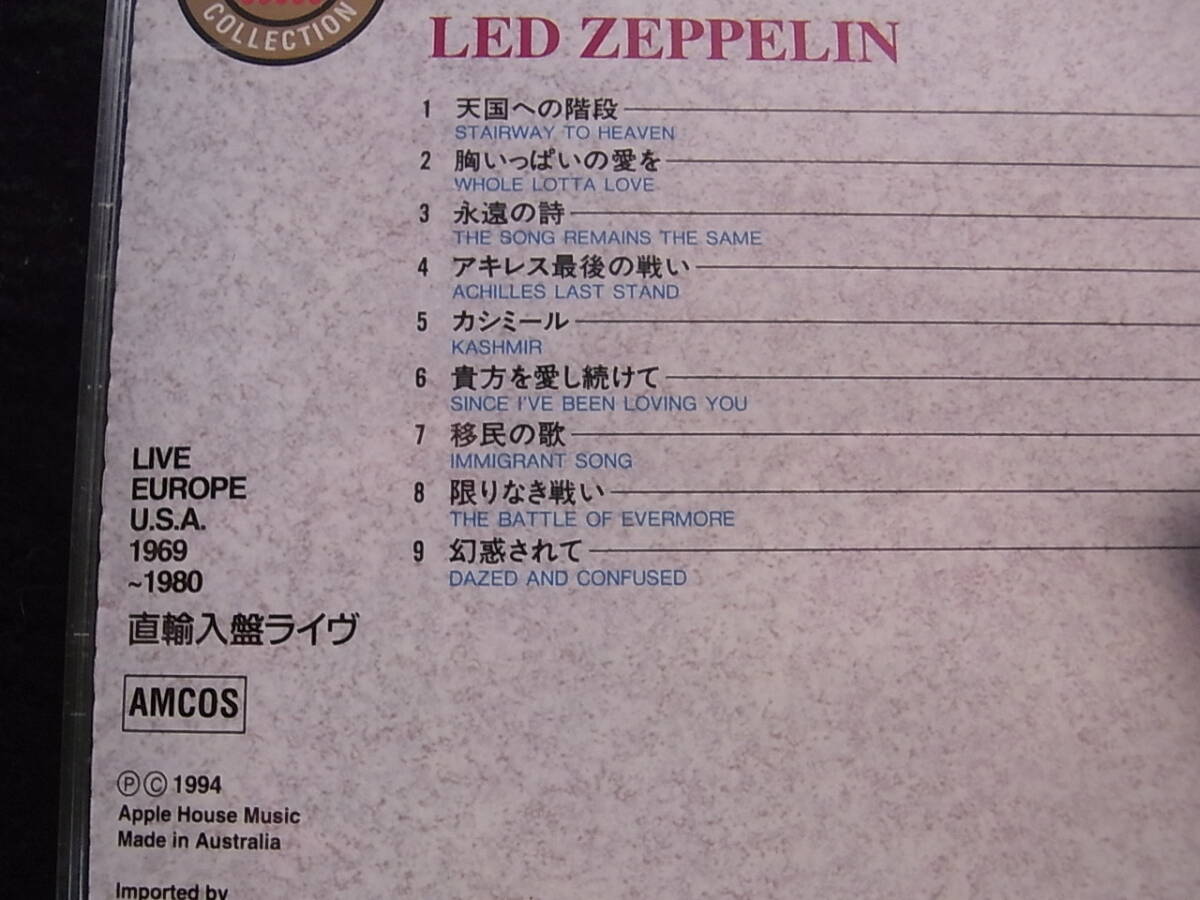 COLLECTION
LED ZEPPELIN
1 天国への階段
STAIRWAY TO HEAVEN
2 胸いっぱいの愛を
WHOLE LOTTA LOVE
3 永遠の詩
THE SONG REMAINS THE SAME
4 アキレス最後の戦い
ACHILLES LAST STAND
5 カシミール
KASHMIR
6 貴方を愛し続けて
SINCE I'VE BEEN LOVING YOU
7 移民の歌
IMMIGRANT SONG
8 限りなき戦い
THE BATTLE OF EVERMORE
9 幻惑されて
DAZED AND CONFUSED
LIVE
EUROPE
U.S.A.
1969
~1980
直輸入盤ライヴ
AMCOS
ⓅⒸ 1994
Apple House Music
Made in Australia
Imported by